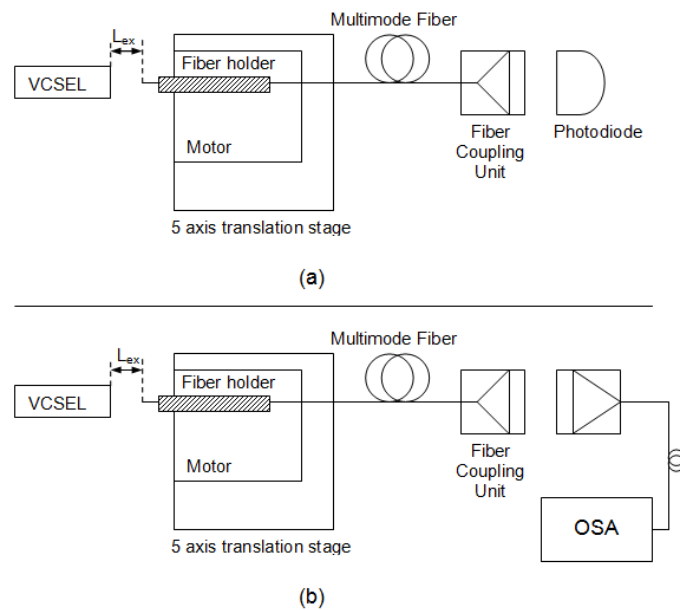 Lex
VCSEL
Fiber holder
Motor
5 axis translation stage
Multimode Fiber
Fiber
Coupling
Unit
Photodiode
(a)
Lex
VCSEL
Fiber holder
Motor
5 axis translation stage
Multimode Fiber
Fiber
Coupling
Unit
OSA
(b)